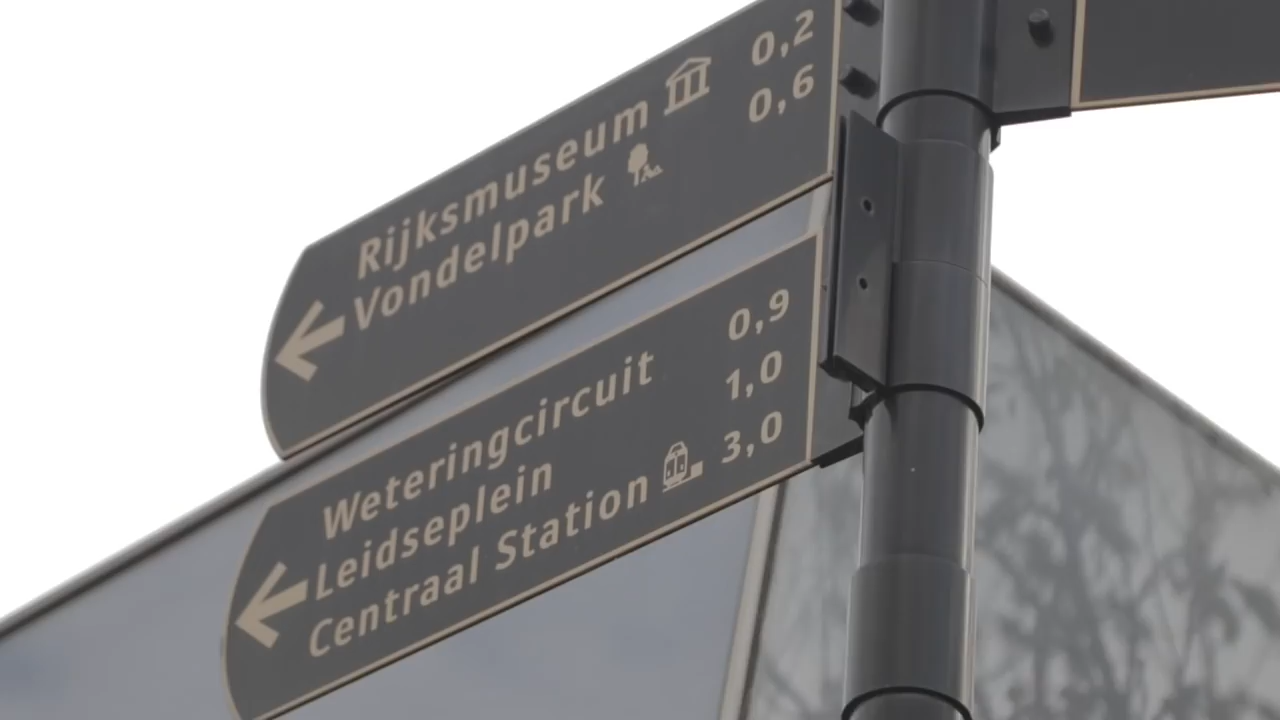 Rijksmuseum 0,2
Vondelpark 0,6
Weteringcircuit 0,9
Leidseplein 1,0
Centraal Station 3,0